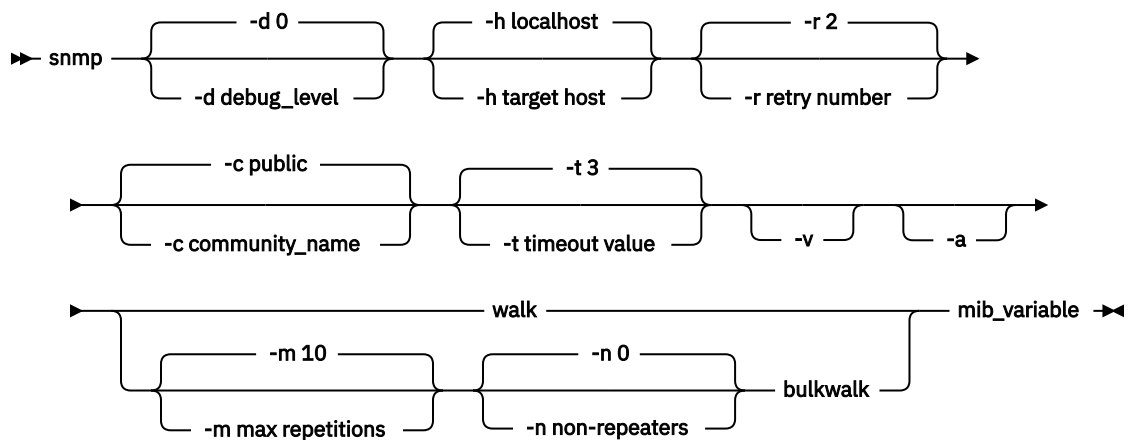 -d 0 -h localhost -r 2
snmp
-d debug_level -h target host -r retry number
-c public -t 3
-c community_name -t timeout value -v -a
walk mib_variable
-m 10 -n 0
bulkwalk
-m max repetitions -n non-repeaters